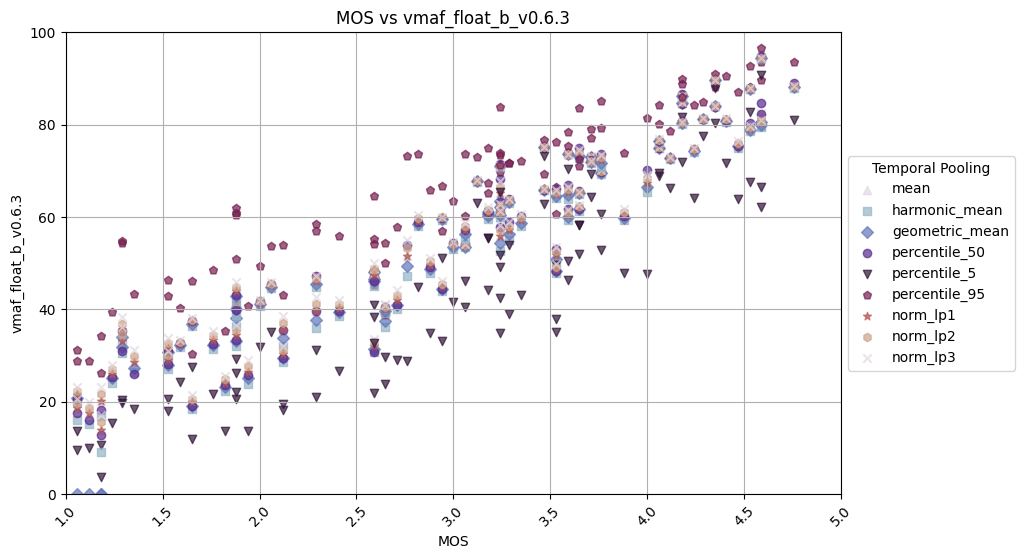 MOS vs vmaf_float_b_v0.6.3
vmaf_float_b_v0.6.3
100
80
60
40
20
0
1.0
1.5
2.0
2.5
3.0
3.5
4.0
4.5
5.0
MOS
Temporal Pooling
mean
harmonic_mean
geometric_mean
percentile_50
percentile_5
percentile_95
norm_lp1
norm_lp2
norm_lp3